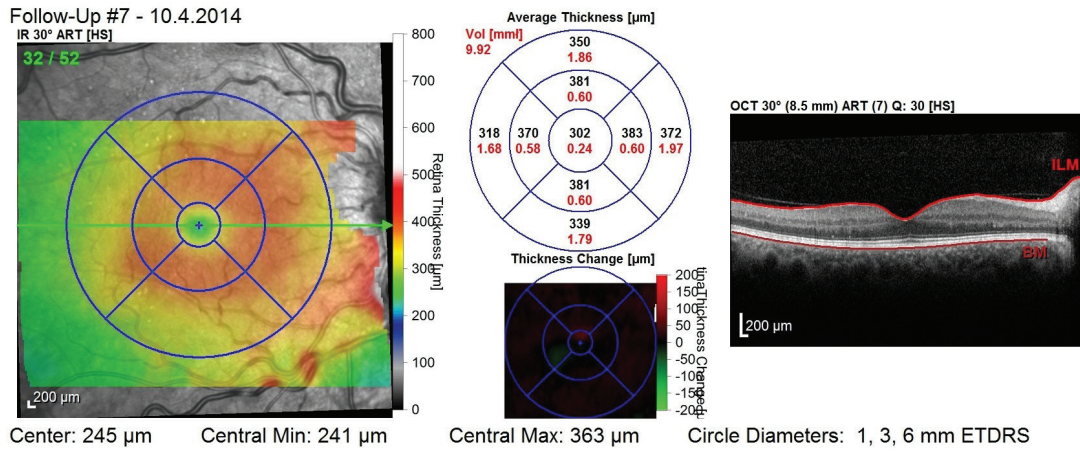 Follow-Up #7 - 10.4.2014
IR 30° ART [HS]
32 / 52
200 µm
800
700
600
500
400
300
200
100
0
Retina Thickness [µm]
Average Thickness [µm]
Vol [mm³]
9.92
350
1.86
381
0.60
318 370 302 383 372
1.68 0.58 0.24 0.60 1.97
381
0.60
339
1.79
Thickness Change [µm]
200
150
100
50
0
-50
-100
-150
-200
OCT 30° (8.5 mm) ART (7) Q: 30 [HS]
ILM
BM
200 µm
Center: 245 µm Central Min: 241 µm Central Max: 363 µm Circle Diameters: 1, 3, 6 mm ETDRS